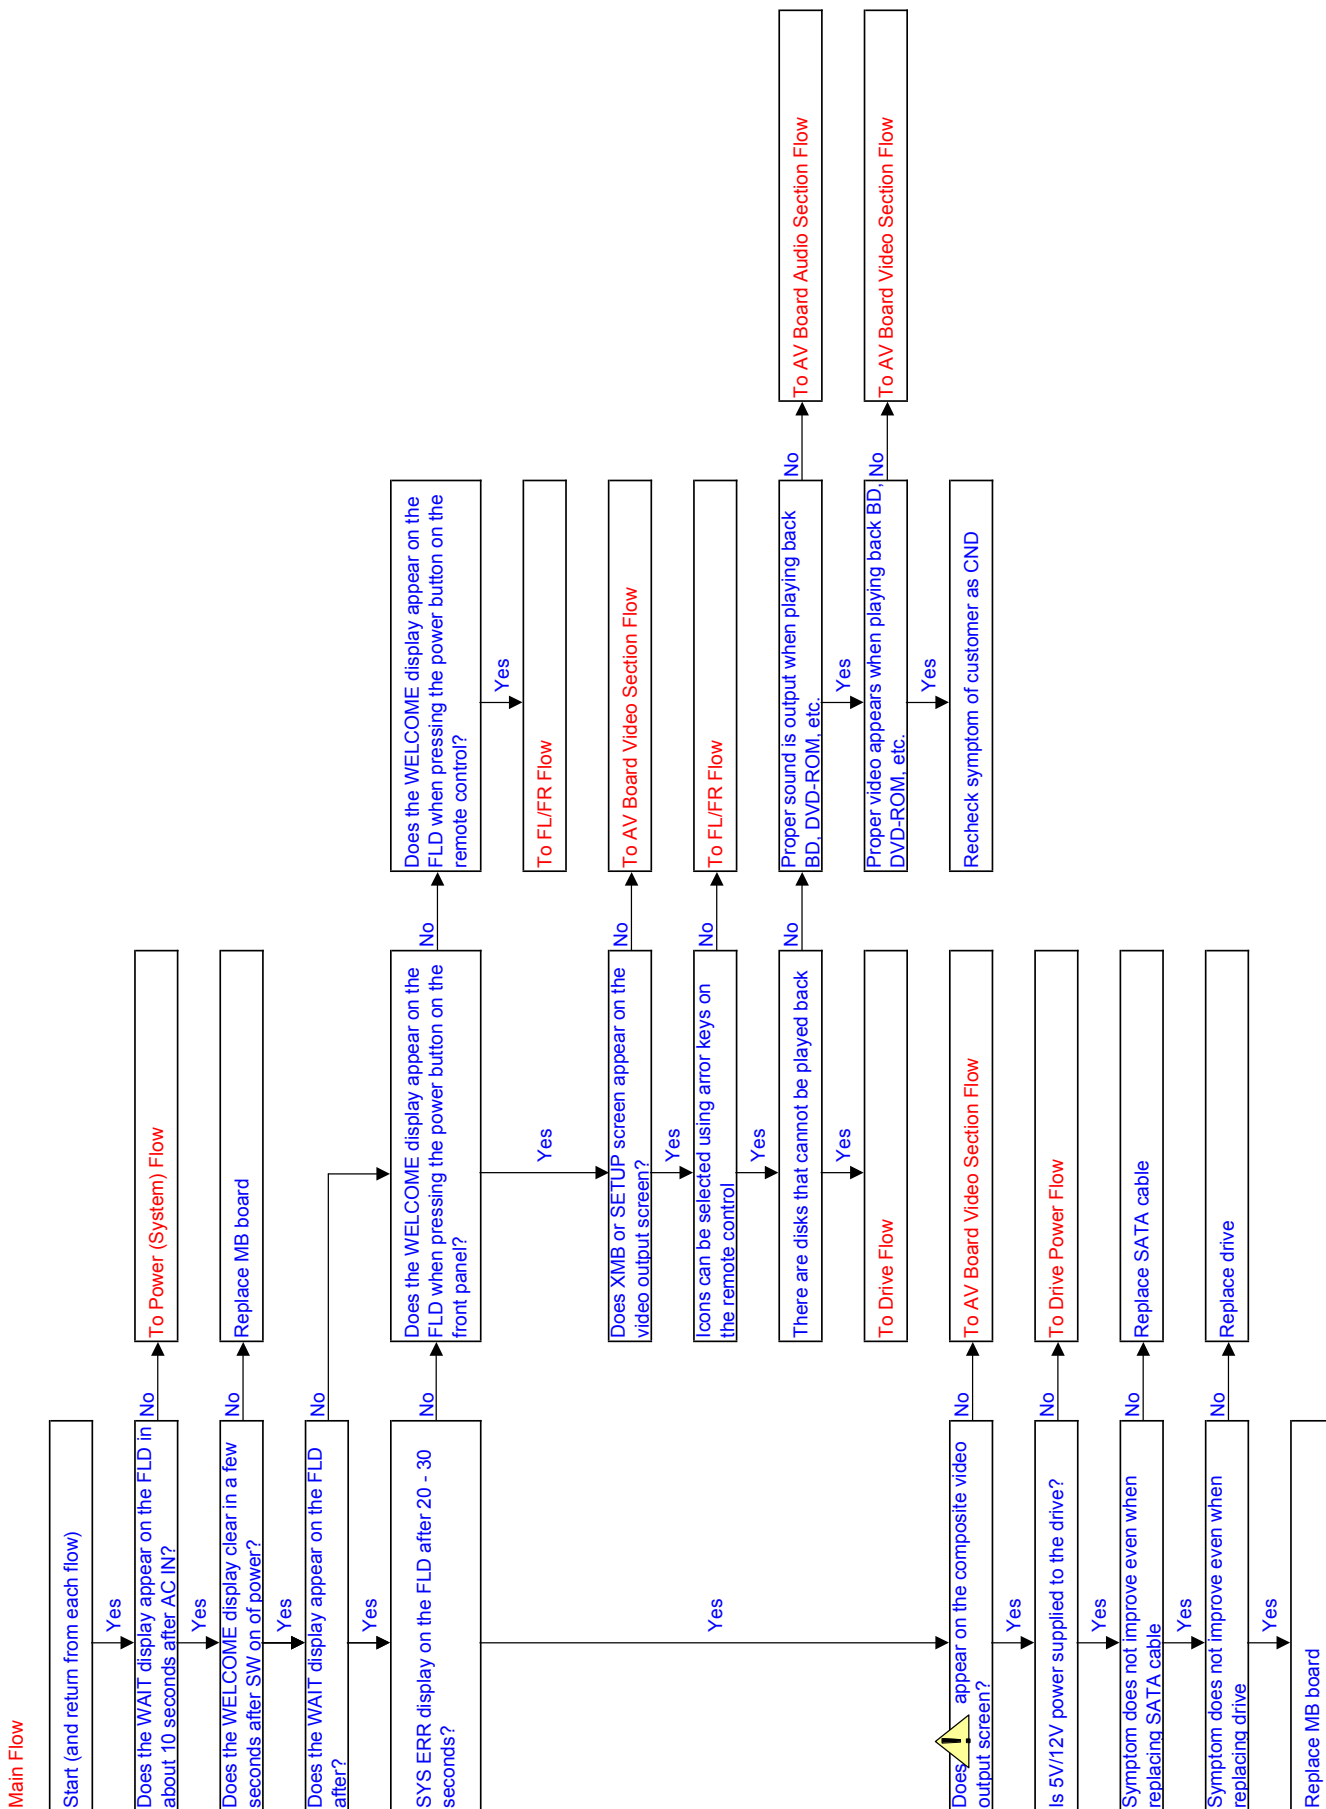 Main Flow
Start (and return from each flow)
Yes
Does the WAIT display appear on the FLD in
about 10 seconds after AC IN?
No
To Power (System) Flow
Yes
Does the WELCOME display clear in a few
seconds after SW on of power?
No
Replace MB board
Yes
Does the WAIT display appear on the FLD
after?
No
Yes
SYS ERR display on the FLD after 20 - 30
seconds?
No
Does the WELCOME display appear on the
FLD when pressing the power button on the
front panel?
No
Does the WELCOME display appear on the
FLD when pressing the power button on the
remote control?
Yes
To FL/FR Flow
Yes
Does XMB or SETUP screen appear on the
video output screen?
No
To AV Board Video Section Flow
Yes
Icons can be selected using arror keys on
the remote control
No
To FL/FR Flow
Yes
There are disks that cannot be played back
No
Proper sound is output when playing back
BD, DVD-ROM, etc.
No
To AV Board Audio Section Flow
Yes
Proper video appears when playing back BD,
DVD-ROM, etc.
No
To AV Board Video Section Flow
Yes
Recheck symptom of customer as CND
Yes
To Drive Flow
Yes
Does ! appear on the composite video
output screen?
No
To AV Board Video Section Flow
Yes
Is 5V/12V power supplied to the drive?
No
To Drive Power Flow
Yes
Symptom does not improve even when
replacing SATA cable
No
Replace SATA cable
Yes
Symptom does not improve even when
replacing drive
No
Replace drive
Yes
Replace MB board